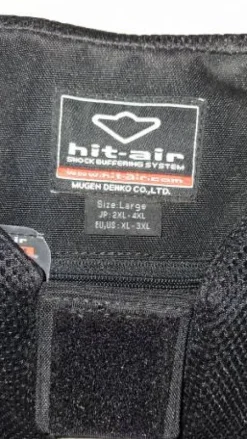 hit-air
SHOCK BUFFERING SYSTEM
www.hit-air.com
MUGEN DENKO CO.,LTD.
Size:Large
JP: 2XL - 4XL
EU,US: XL - 3XL
air